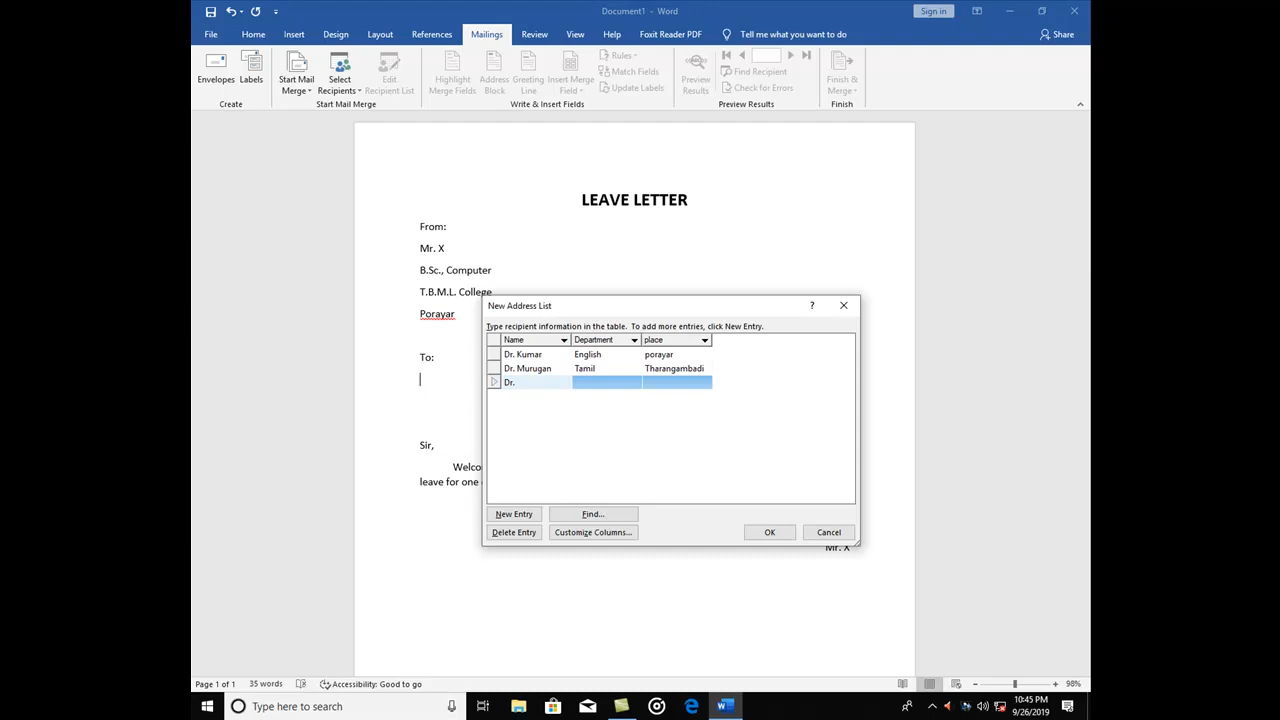 Document1 - Word
Sign in
File Home Insert Design Layout References Mailings Review View Help Foxit Reader PDF Tell me what you want to do Share
Envelopes Labels Start Mail Merge Select Recipients Edit Recipient List Highlight Merge Fields Address Block Greeting Line Insert Merge Field Rules Match Fields Update Labels Preview Results Find Recipient Check for Errors Finish & Merge
Create Start Mail Merge Write & Insert Fields Preview Results Finish
LEAVE LETTER
From:
Mr. X
B.Sc., Computer
T.B.M.L. College
Porayar
To:
Sir,
Welco
leave for one
Mr. X
New Address List
?
Type recipient information in the table. To add more entries, click New Entry.
Name Department place
Dr. Kumar English porayar
Dr. Murugan Tamil Tharangambadi
Dr.
New Entry Find...
Delete Entry Customize Columns... OK Cancel
Page 1 of 1 35 words Accessibility: Good to go 98%
Type here to search
10:45 PM
9/26/2019